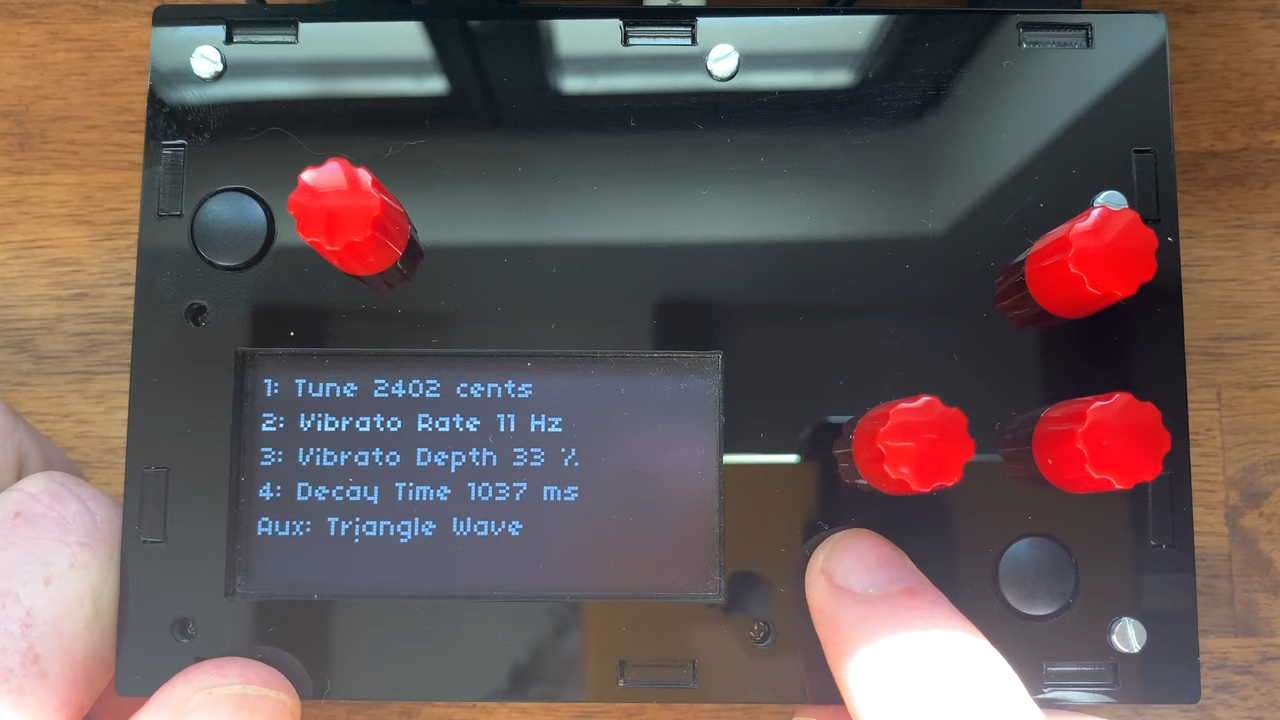 1: Tune 2402 cents
2: Vibrato Rate 11 Hz
3: Vibrato Depth 33 %
4: Decay Time 1037 ms
Aux: Triangle Wave